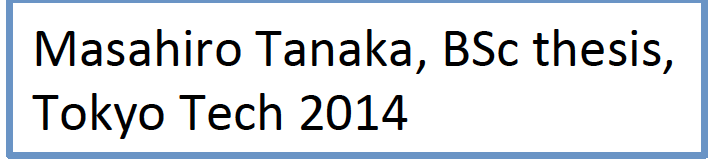 Masahiro Tanaka, BSc thesis,
Tokyo Tech 2014